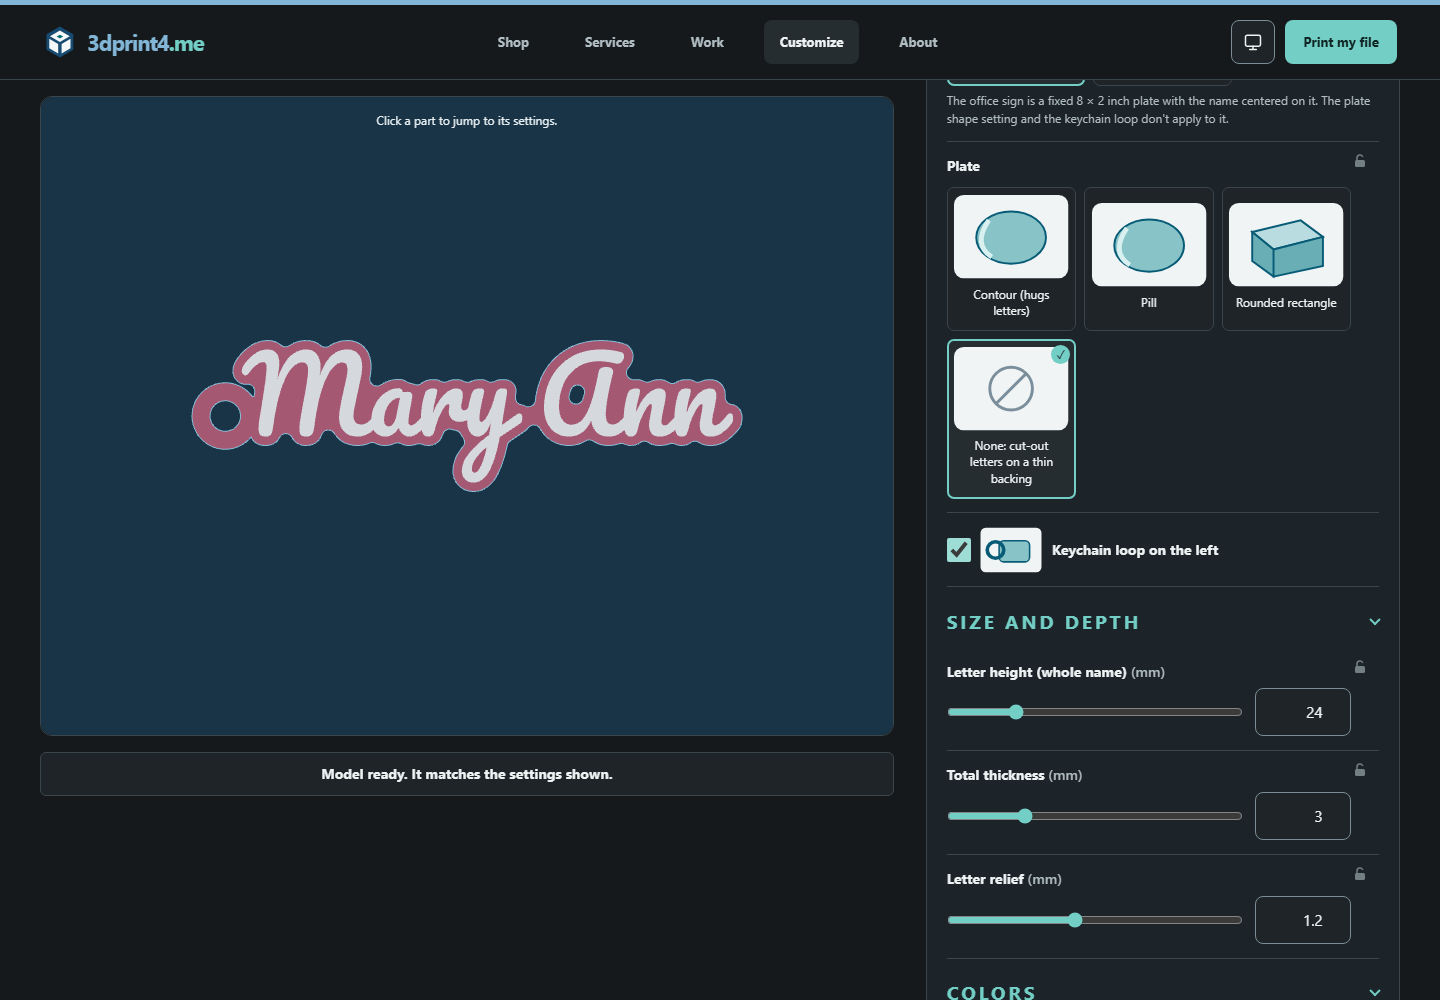 3dprint4.me
Shop
Services
Work
Customize
About
Print my file
Click a part to jump to its settings.
Mary Ann
Model ready. It matches the settings shown.
The office sign is a fixed 8 × 2 inch plate with the name centered on it. The plate
shape setting and the keychain loop don't apply to it.
Plate
Contour (hugs
letters)
Pill
Rounded rectangle
None: cut-out
letters on a thin
backing
Keychain loop on the left
SIZE AND DEPTH
Letter height (whole name) (mm)
24
Total thickness (mm)
3
Letter relief (mm)
1.2
COLORS